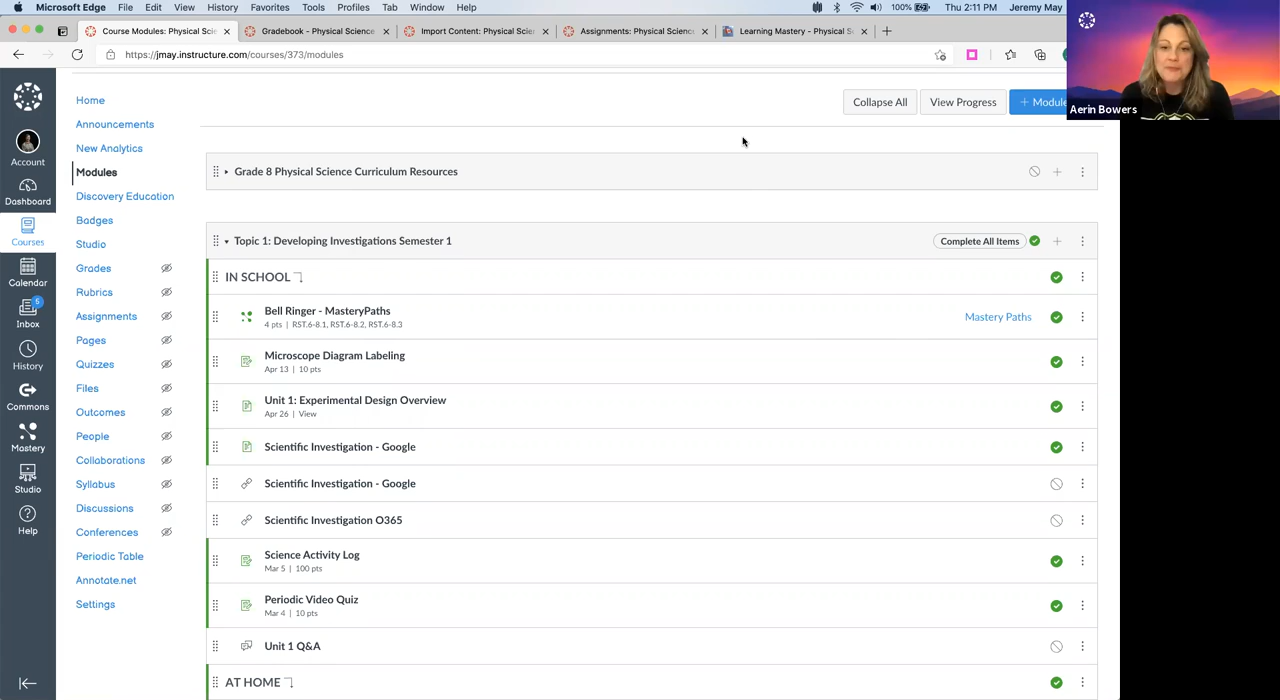 Microsoft Edge File Edit View History Favorites Tools Profiles Tab Window Help 100% Thu 2:11 PM Jeremy May
Course Modules: Physical Scie Gradebook - Physical Science Import Content: Physical Scien Assignments: Physical Science Learning Mastery - Physical S
https://jmay.instructure.com/courses/373/modules
Aerin Bowers
Account
Dashboard
Courses
Calendar
6
Inbox
History
Commons
Mastery
Studio
Help
Home
Announcements
New Analytics
Modules
Discovery Education
Badges
Studio
Grades
Rubrics
Assignments
Pages
Quizzes
Files
Outcomes
People
Collaborations
Syllabus
Discussions
Conferences
Periodic Table
Annotate.net
Settings
Collapse All View Progress + Module
Grade 8 Physical Science Curriculum Resources
Topic 1: Developing Investigations Semester 1 Complete All Items
IN SCHOOL
Bell Ringer - MasteryPaths
4 pts | RST.6-8.1, RST.6-8.2, RST.6-8.3
Mastery Paths
Microscope Diagram Labeling
Apr 13 | 10 pts
Unit 1: Experimental Design Overview
Apr 26 | View
Scientific Investigation - Google
Scientific Investigation - Google
Scientific Investigation O365
Science Activity Log
Mar 5 | 100 pts
Periodic Video Quiz
Mar 4 | 10 pts
Unit 1 Q&A
AT HOME